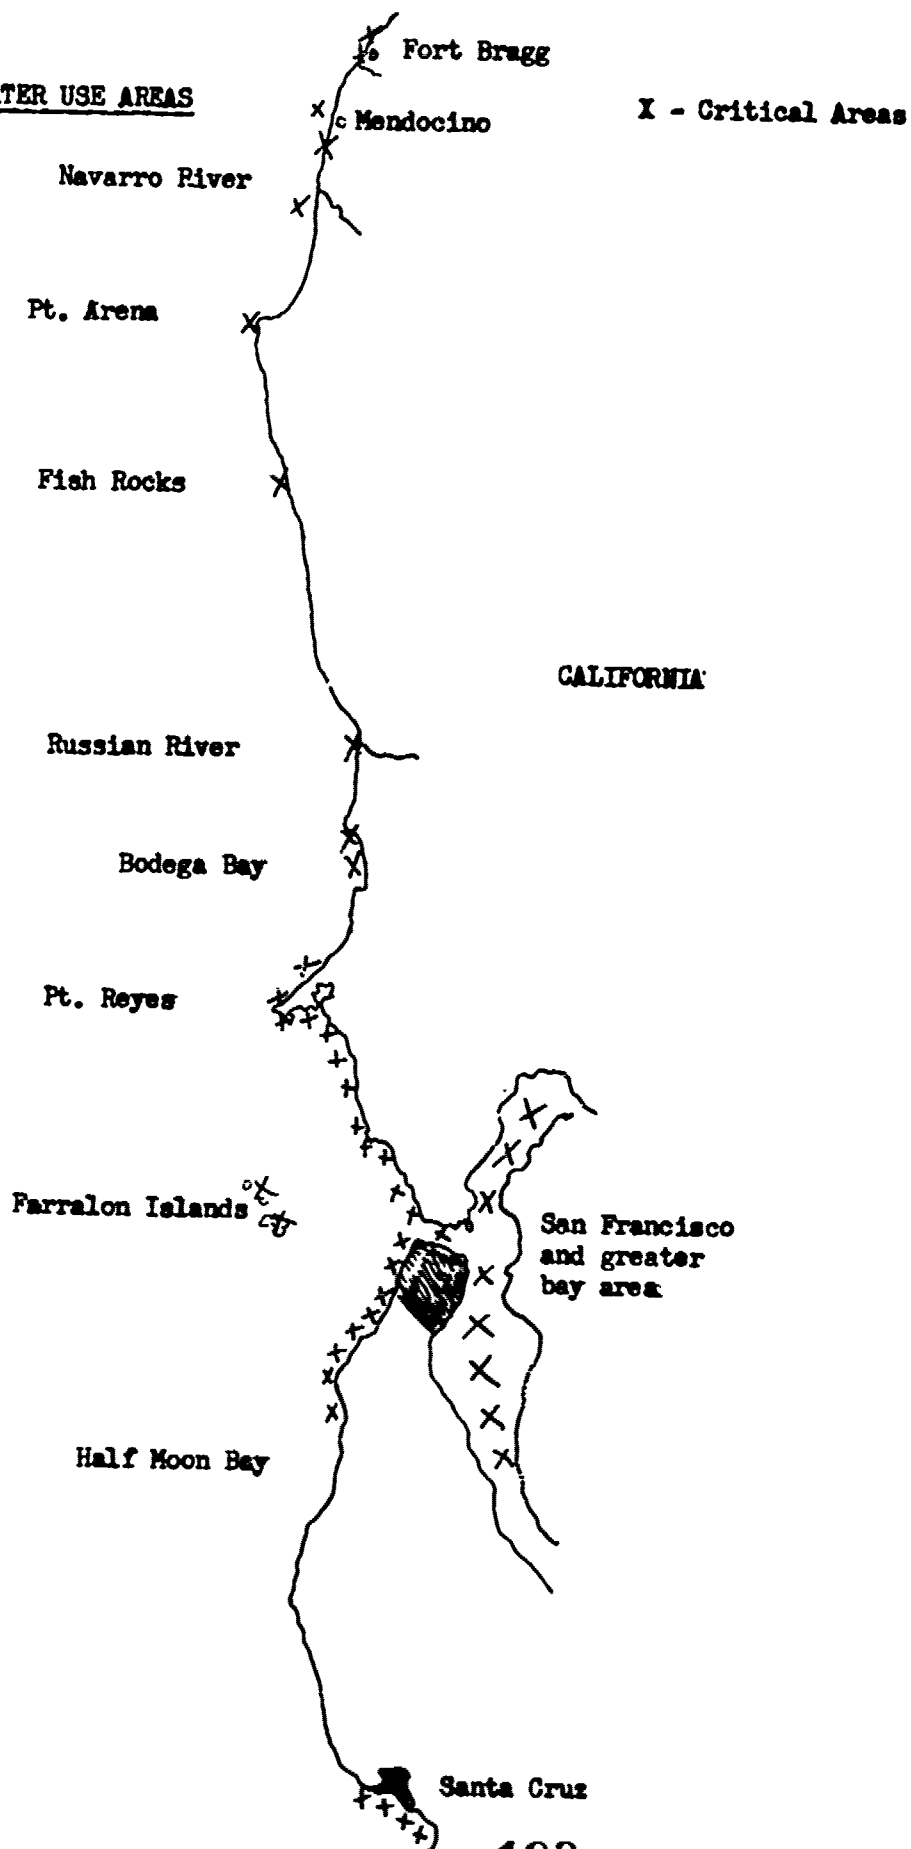 Fort Bragg
TER USE AREAS
X - Critical Areas
Mendocino
Navarro River
Pt. Arena
Fish Rocks
CALIFORNIA
Russian River
Bodega Bay
Pt. Reyes
Farralon Islands
San Francisco
and greater
bay area
Half Moon Bay
Santa Cruz